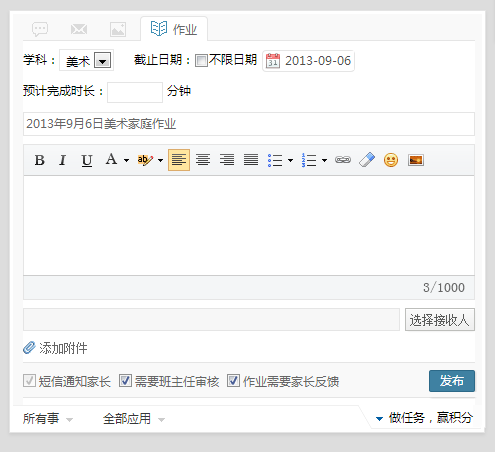 作业
学科： 美术 截止日期： 不限日期 2013-09-06
预计完成时长： 分钟
2013年9月6日美术家庭作业
B I U A ab
3/1000
选择接收人
添加附件
短信通知家长 需要班主任审核 作业需要家长反馈 发布
所有事 全部应用 做任务，赢积分